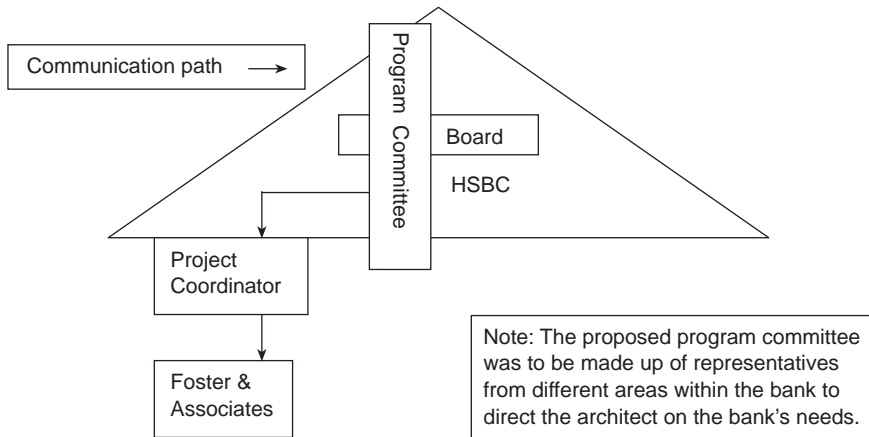 Communication path
Program Committee
Board
HSBC
Project
Coordinator
Foster &
Associates
Note: The proposed program committee
was to be made up of representatives
from different areas within the bank to
direct the architect on the bank’s needs.